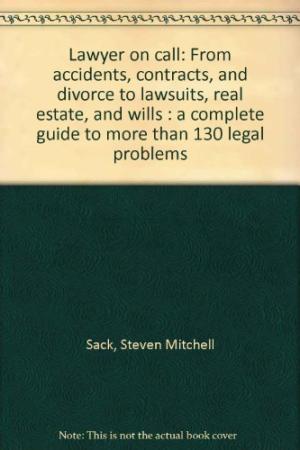 Lawyer on call: From
accidents, contracts, and
divorce to lawsuits, real
estate, and wills : a complete
guide to more than 130 legal
problems
Sack, Steven Mitchell
Note: This is not the actual book cover